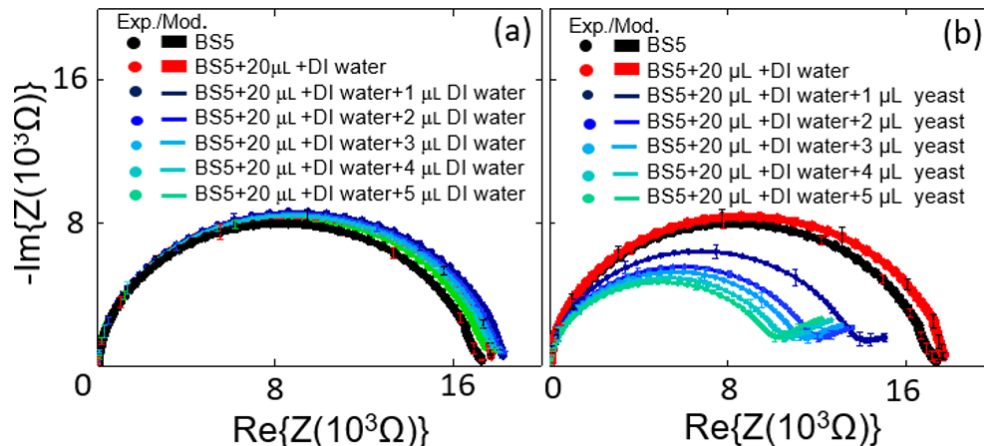 Exp./Mod.
(a)
BS5
BS5+20μL +DI water
BS5+20 μL +DI water+1 μL DI water
BS5+20 μL +DI water+2 μL DI water
BS5+20 μL +DI water+3 μL DI water
BS5+20 μL +DI water+4 μL DI water
BS5+20 μL +DI water+5 μL DI water
16
8
0
8
16
-Im{Z(10³Ω)}
Re{Z(10³Ω)}
Exp./Mod.
(b)
BS5
BS5+20 μL +DI water
BS5+20 μL +DI water+1 μL yeast
BS5+20 μL +DI water+2 μL yeast
BS5+20 μL +DI water+3 μL yeast
BS5+20 μL +DI water+4 μL yeast
BS5+20 μL +DI water+5 μL yeast
0
8
16
Re{Z(10³Ω)}